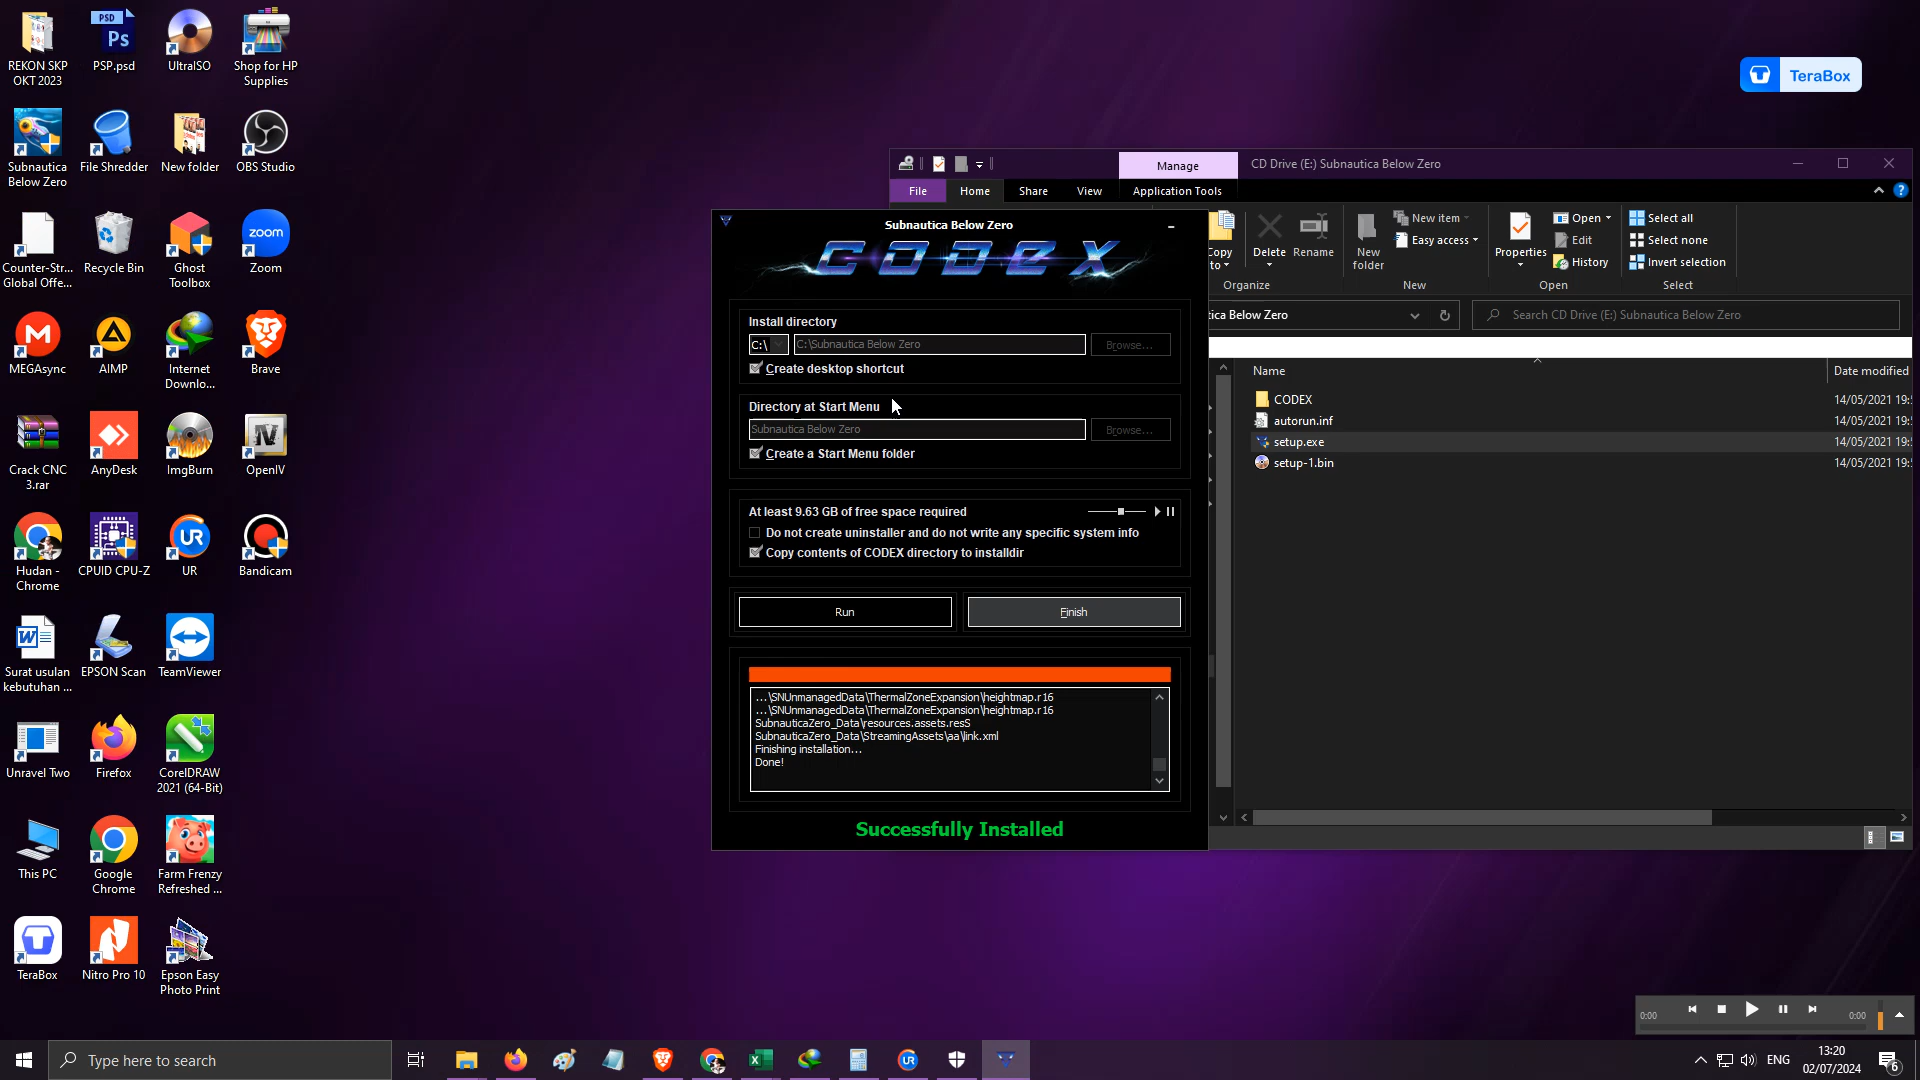 REKON SKP
OKT 2023
PSD
Ps
PSP.psd
UltraISO
Shop for HP
Supplies
Subnautica
Below Zero
File Shredder
New folder
OBS Studio
Counter-Str...
Global Offe...
Recycle Bin
Ghost
Toolbox
zoom
Zoom
MEGAsync
AIMP
Internet
Downlo...
Brave
Crack CNC
3.rar
AnyDesk
ImgBurn
OpenIV
Hudan -
Chrome
CPUID CPU-Z
UR
UR
Bandicam
Surat usulan
kebutuhan ...
EPSON Scan
TeamViewer
Unravel Two
Firefox
CorelDRAW
2021 (64-Bit)
This PC
Google
Chrome
Farm Frenzy
Refreshed ...
TeraBox
Nitro Pro 10
Epson Easy
Photo Print
TeraBox
Manage
CD Drive (E:) Subnautica Below Zero
File
Home
Share
View
Application Tools
Copy
to
Delete
Rename
Organize
New
folder
New item
Easy access
New
Properties
Open
Edit
History
Open
Select all
Select none
Invert selection
Select
tica Below Zero
Search CD Drive (E:) Subnautica Below Zero
Name
Date modified
CODEX
14/05/2021 19:
autorun.inf
14/05/2021 19:
setup.exe
14/05/2021 19:
setup-1.bin
14/05/2021 19:
Subnautica Below Zero
CODEX
Install directory
C:\
C:\Subnautica Below Zero
Browse...
Create desktop shortcut
Directory at Start Menu
Subnautica Below Zero
Browse...
Create a Start Menu folder
At least 9.63 GB of free space required
Do not create uninstaller and do not write any specific system info
Copy contents of CODEX directory to installdir
Run
Finish
...\SNUnmanagedData\ThermalZoneExpansion\heightmap.r16
...\SNUnmanagedData\ThermalZoneExpansion\heightmap.r16
SubnauticaZero_Data\resources.assets.resS
SubnauticaZero_Data\StreamingAssets\aa\link.xml
Finishing installation...
Done!
Successfully Installed
0:00
0:00
Type here to search
UR
ENG
13:20
02/07/2024
6